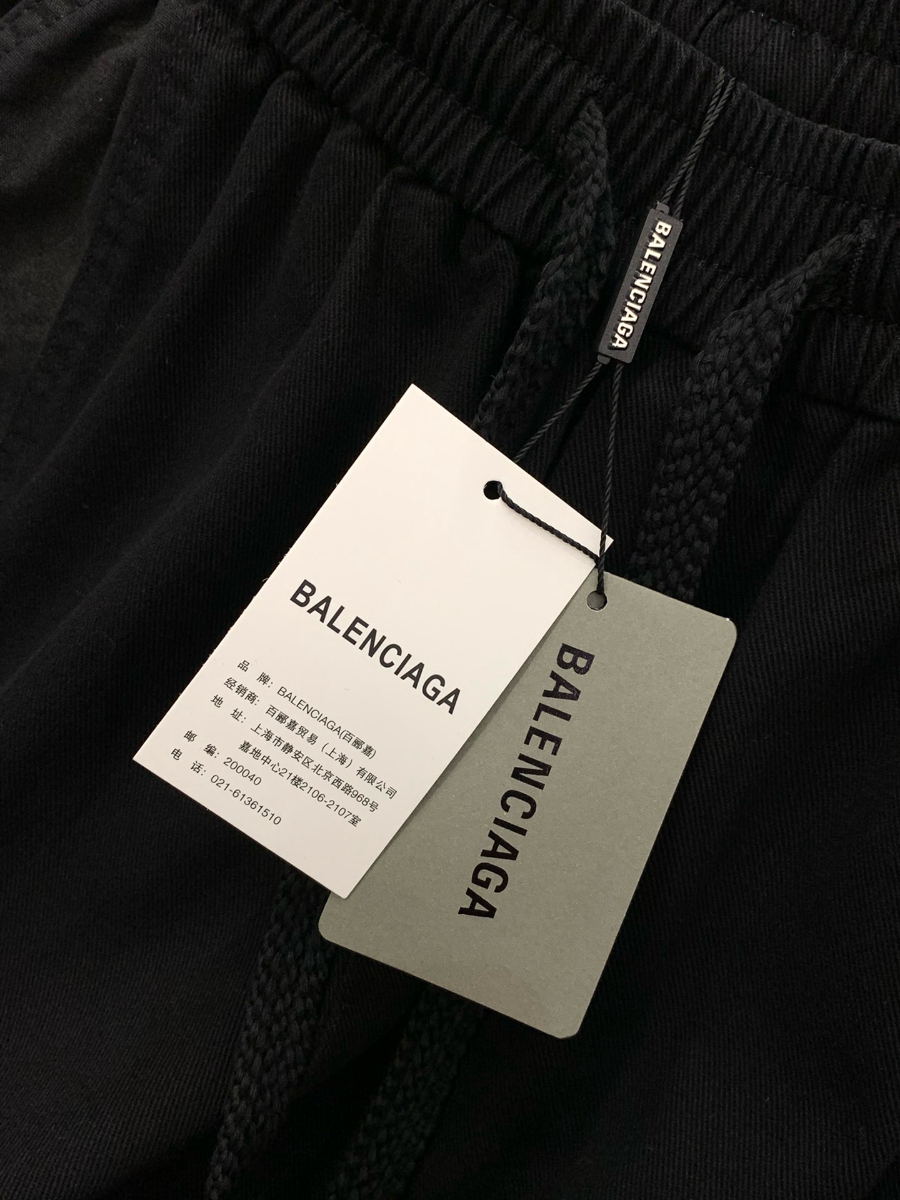 BALENCIAGA
BALENCIAGA
品 牌: BALENCIAGA(百郦嘉)
经销商: 百郦嘉贸易（上海）有限公司
地 址: 上海市静安区北京西路968号
嘉地中心21楼2106-2107室
邮 编: 200040
电 话: 021-61361510
BALENCIAGA